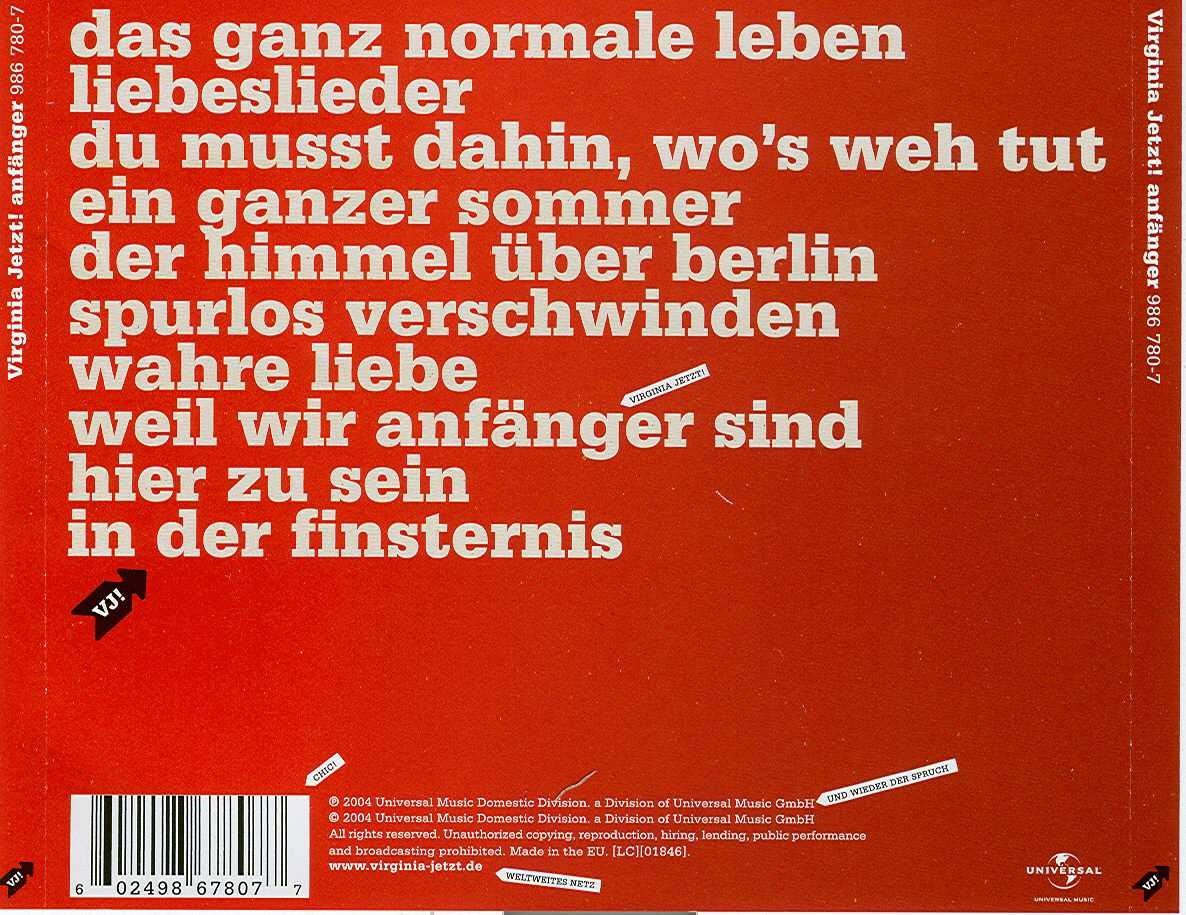 das ganz normale leben
liebeslieder
du musst dahin, wo's weh tut
ein ganzer sommer
der himmel über berlin
spurlos verschwinden
wahre liebe
VIRGINIA JETZT!
weil wir anfänger sind
hier zu sein
in der finsternis
VJ!
Virginia Jetzt! anfänger 986 780-7
Virginia Jetzt! anfänger 986 780-7
CHIC!
UND WIEDER DER SPRUCH
℗ 2004 Universal Music Domestic Division. a Division of Universal Music GmbH
© 2004 Universal Music Domestic Division. a Division of Universal Music GmbH
All rights reserved. Unauthorized copying, reproduction, hiring, lending, public performance
and broadcasting prohibited. Made in the EU. [LC][01846].
www.virginia-jetzt.de
WELTWEITES NETZ
6 02498 67807 7
UNIVERSAL
UNIVERSAL MUSIC
VJ!
VJ!